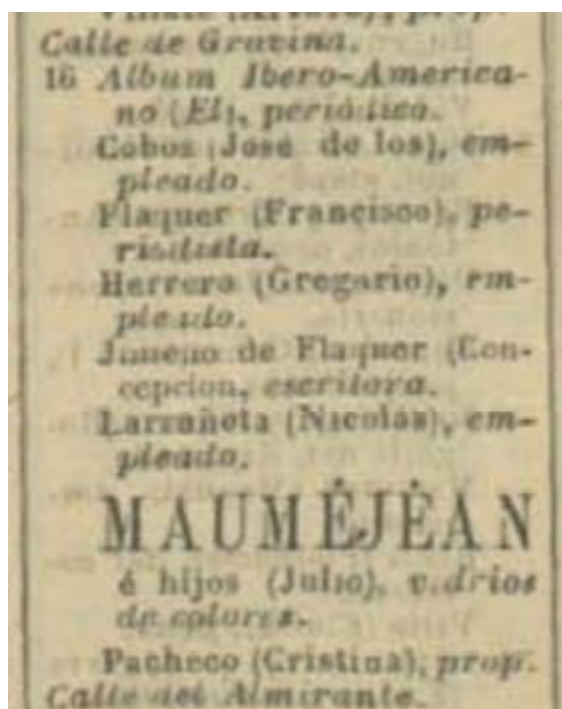 Calle de Gravina.
16 Album Ibero-America-
no (El), periódico.
Cobos (José de los), em-
pleado.
Flaquer (Francisco), pe-
riodista.
Herrero (Gregorio), em-
pleado.
Jimeno de Flaquer (Con-
cepcion, escritora.
Larrañeta (Nicolas), em-
pleado.
MAUMÉJÉAN
é hijos (Julio), vidrios
de colores.
Pacheco (Cristina), prop.
Calle del Almirante.